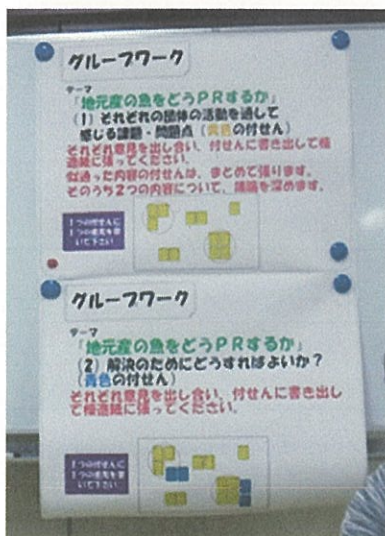 グループワーク
テーマ
「地元産の魚をどうPRするか」
(1)それぞれの団体の活動を通して
感じる課題・問題点(黄色の付せん)
それぞれ意見を出し合い、付せんに書き出して模
造紙に張ってください。
似通った内容の付せんは、まとめて張ります。
そのうち2つの内容について、議論を深めます。
1つの付せんに
1つの意見を書
いて下さい
グループワーク
テーマ
「地元産の魚をどうPRするか」
(2)解決のためにどうすればよいか?
(青色の付せん)
それぞれ意見を出し合い、付せんに書き出し
て模造紙に張ってください。
1つの付せんに
1つの意見を書
いて下さい